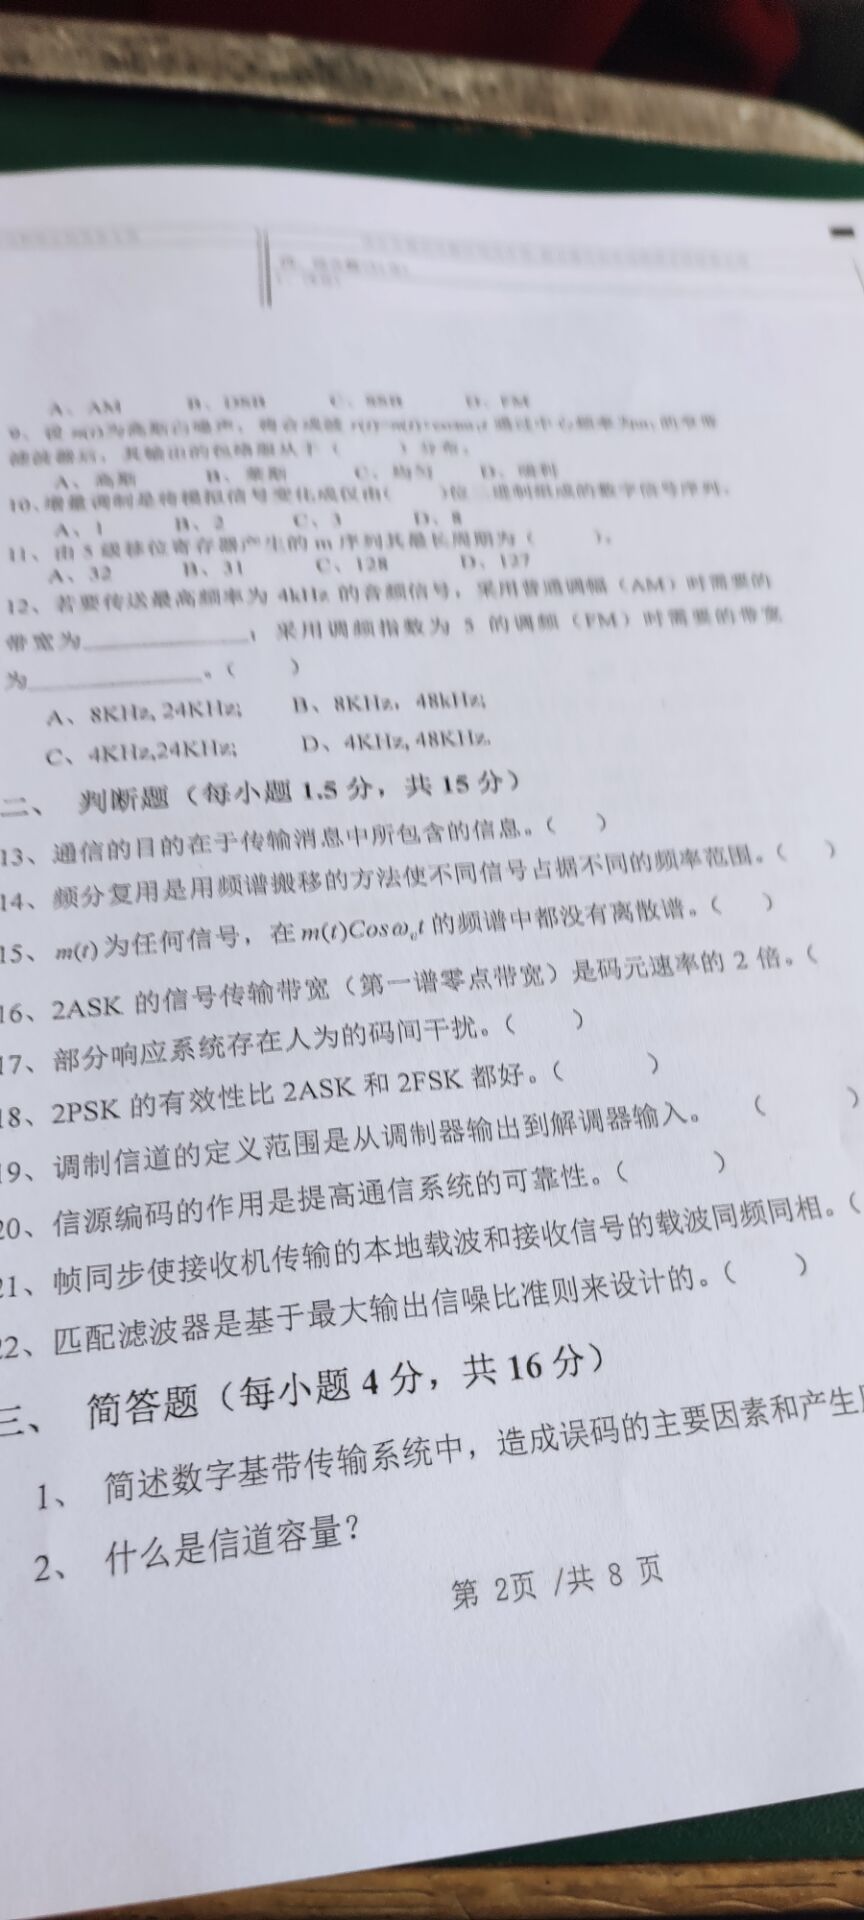 A、AM B、DSB C、SSB D、FM
9、设 n(t)为高斯白噪声, 通过中心频率为 的窄带
滤波器后, 其输出的包络服从于( )分布。
A、高斯 B、莱斯 C、均匀 D、瑞利
10、增量调制是将模拟信号变化成仅由( )位二进制组成的数字信号序列。
A、1 B、2 C、3 D、8
11、由 5 级移位寄存器产生的 m 序列其最长周期为( )。
A、32 B、31 C、128 D、127
12、若要传送最高频率为 4kHz 的音频信号, 采用普通调幅(AM)时需要的
带宽为____________; 采用调频指数为 5 的调频(FM)时需要的带宽
为____________。( )
A、8KHz, 24KHz; B、8KHz, 48kHz;
C、4KHz,24KHz; D、4KHz, 48KHz.
二、 判断题(每小题 1.5 分, 共 15 分)
13、通信的目的在于传输消息中所包含的信息。( )
14、频分复用是用频谱搬移的方法使不同信号占据不同的频率范围。( )
15、m(t)为任何信号, 在 m(t)Cosω_c t 的频谱中都没有离散谱。( )
16、2ASK 的信号传输带宽(第一谱零点带宽)是码元速率的 2 倍。(
17、部分响应系统存在人为的码间干扰。( )
18、2PSK 的有效性比 2ASK 和 2FSK 都好。( )
19、调制信道的定义范围是从调制器输出到解调器输入。 ( )
20、信源编码的作用是提高通信系统的可靠性。( )
21、帧同步使接收机传输的本地载波和接收信号的载波同频同相。(
22、匹配滤波器是基于最大输出信噪比准则来设计的。( )
三、 简答题(每小题 4 分, 共 16 分)
1、 简述数字基带传输系统中, 造成误码的主要因素和产生
2、 什么是信道容量?
第 2页 /共 8 页